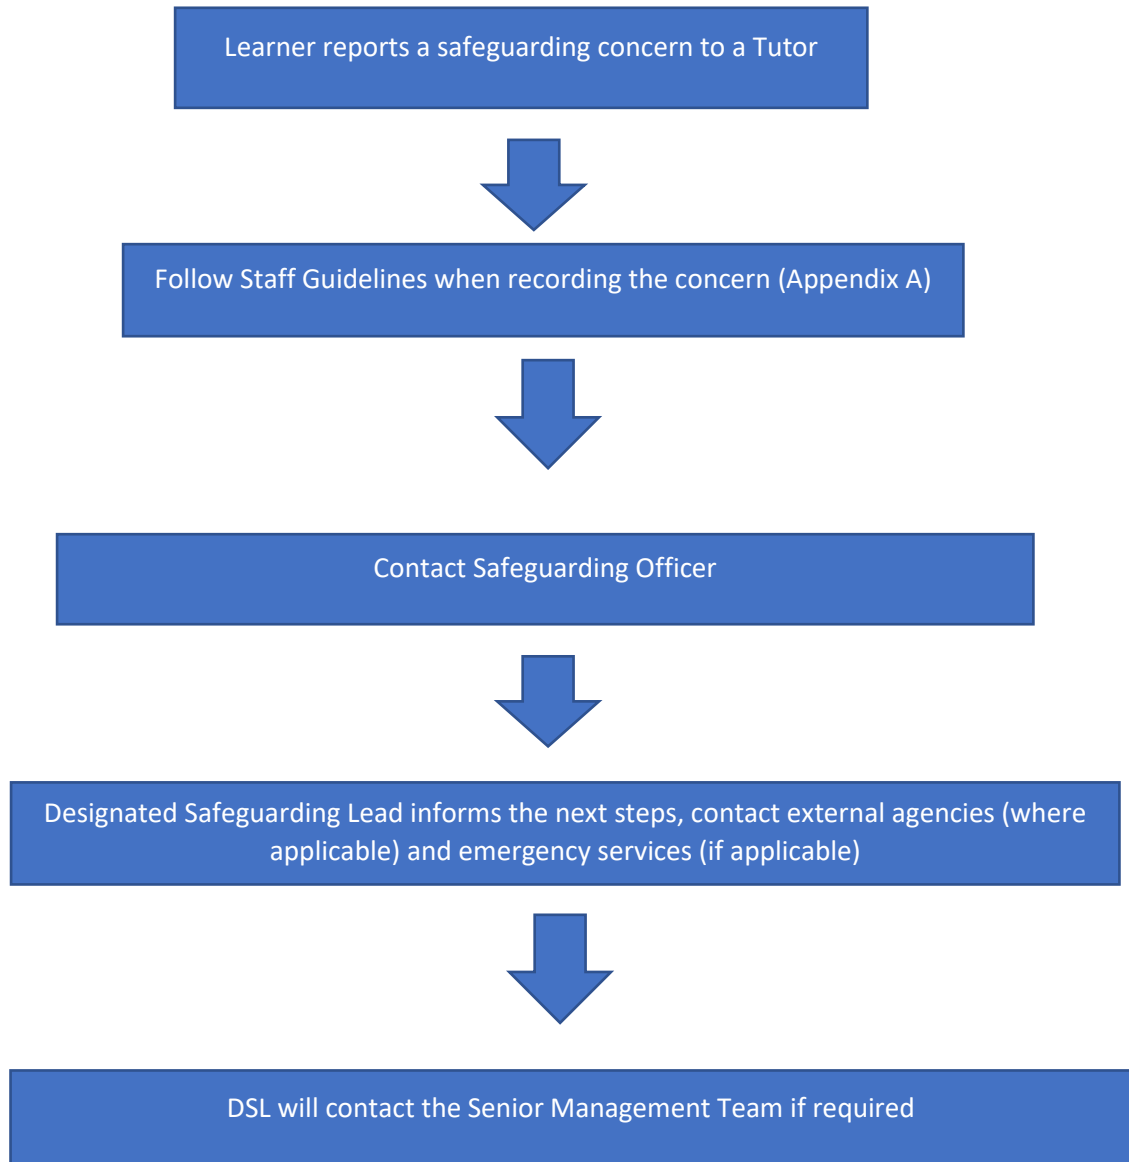 Learner reports a safeguarding concern to a Tutor
Follow Staff Guidelines when recording the concern (Appendix A)
Contact Safeguarding Officer
Designated Safeguarding Lead informs the next steps, contact external agencies (where
applicable) and emergency services (if applicable)
DSL will contact the Senior Management Team if required